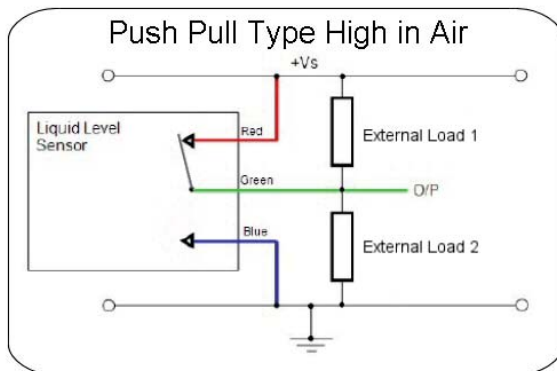 Push Pull Type High in Air
+Vs
Liquid Level
Sensor
Red
External Load 1
Green
O/P
Blue
External Load 2